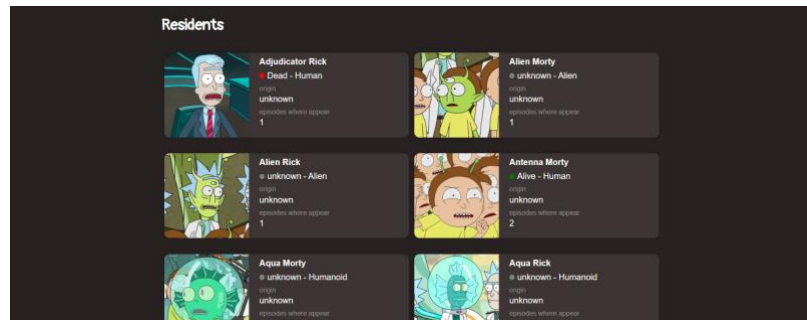 Residents
Adjudicator Rick
Dead - Human
origin
unknown
episodes where appear
1
Alien Morty
unknown - Alien
origin
unknown
episodes where appear
1
Alien Rick
unknown - Alien
origin
unknown
episodes where appear
1
Antenna Morty
Alive - Human
origin
unknown
episodes where appear
2
Aqua Morty
unknown - Humanoid
origin
unknown
episodes where appear
Aqua Rick
unknown - Humanoid
origin
unknown
episodes where appear